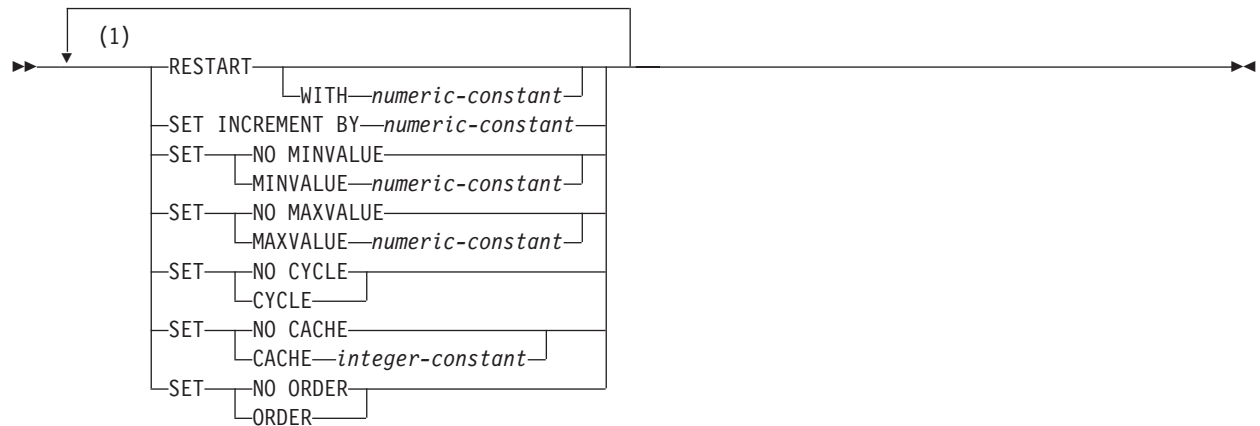 (1)
RESTART
WITH numeric-constant
SET INCREMENT BY numeric-constant
SET NO MINVALUE
MINVALUE numeric-constant
SET NO MAXVALUE
MAXVALUE numeric-constant
SET NO CYCLE
CYCLE
SET NO CACHE
CACHE integer-constant
SET NO ORDER
ORDER